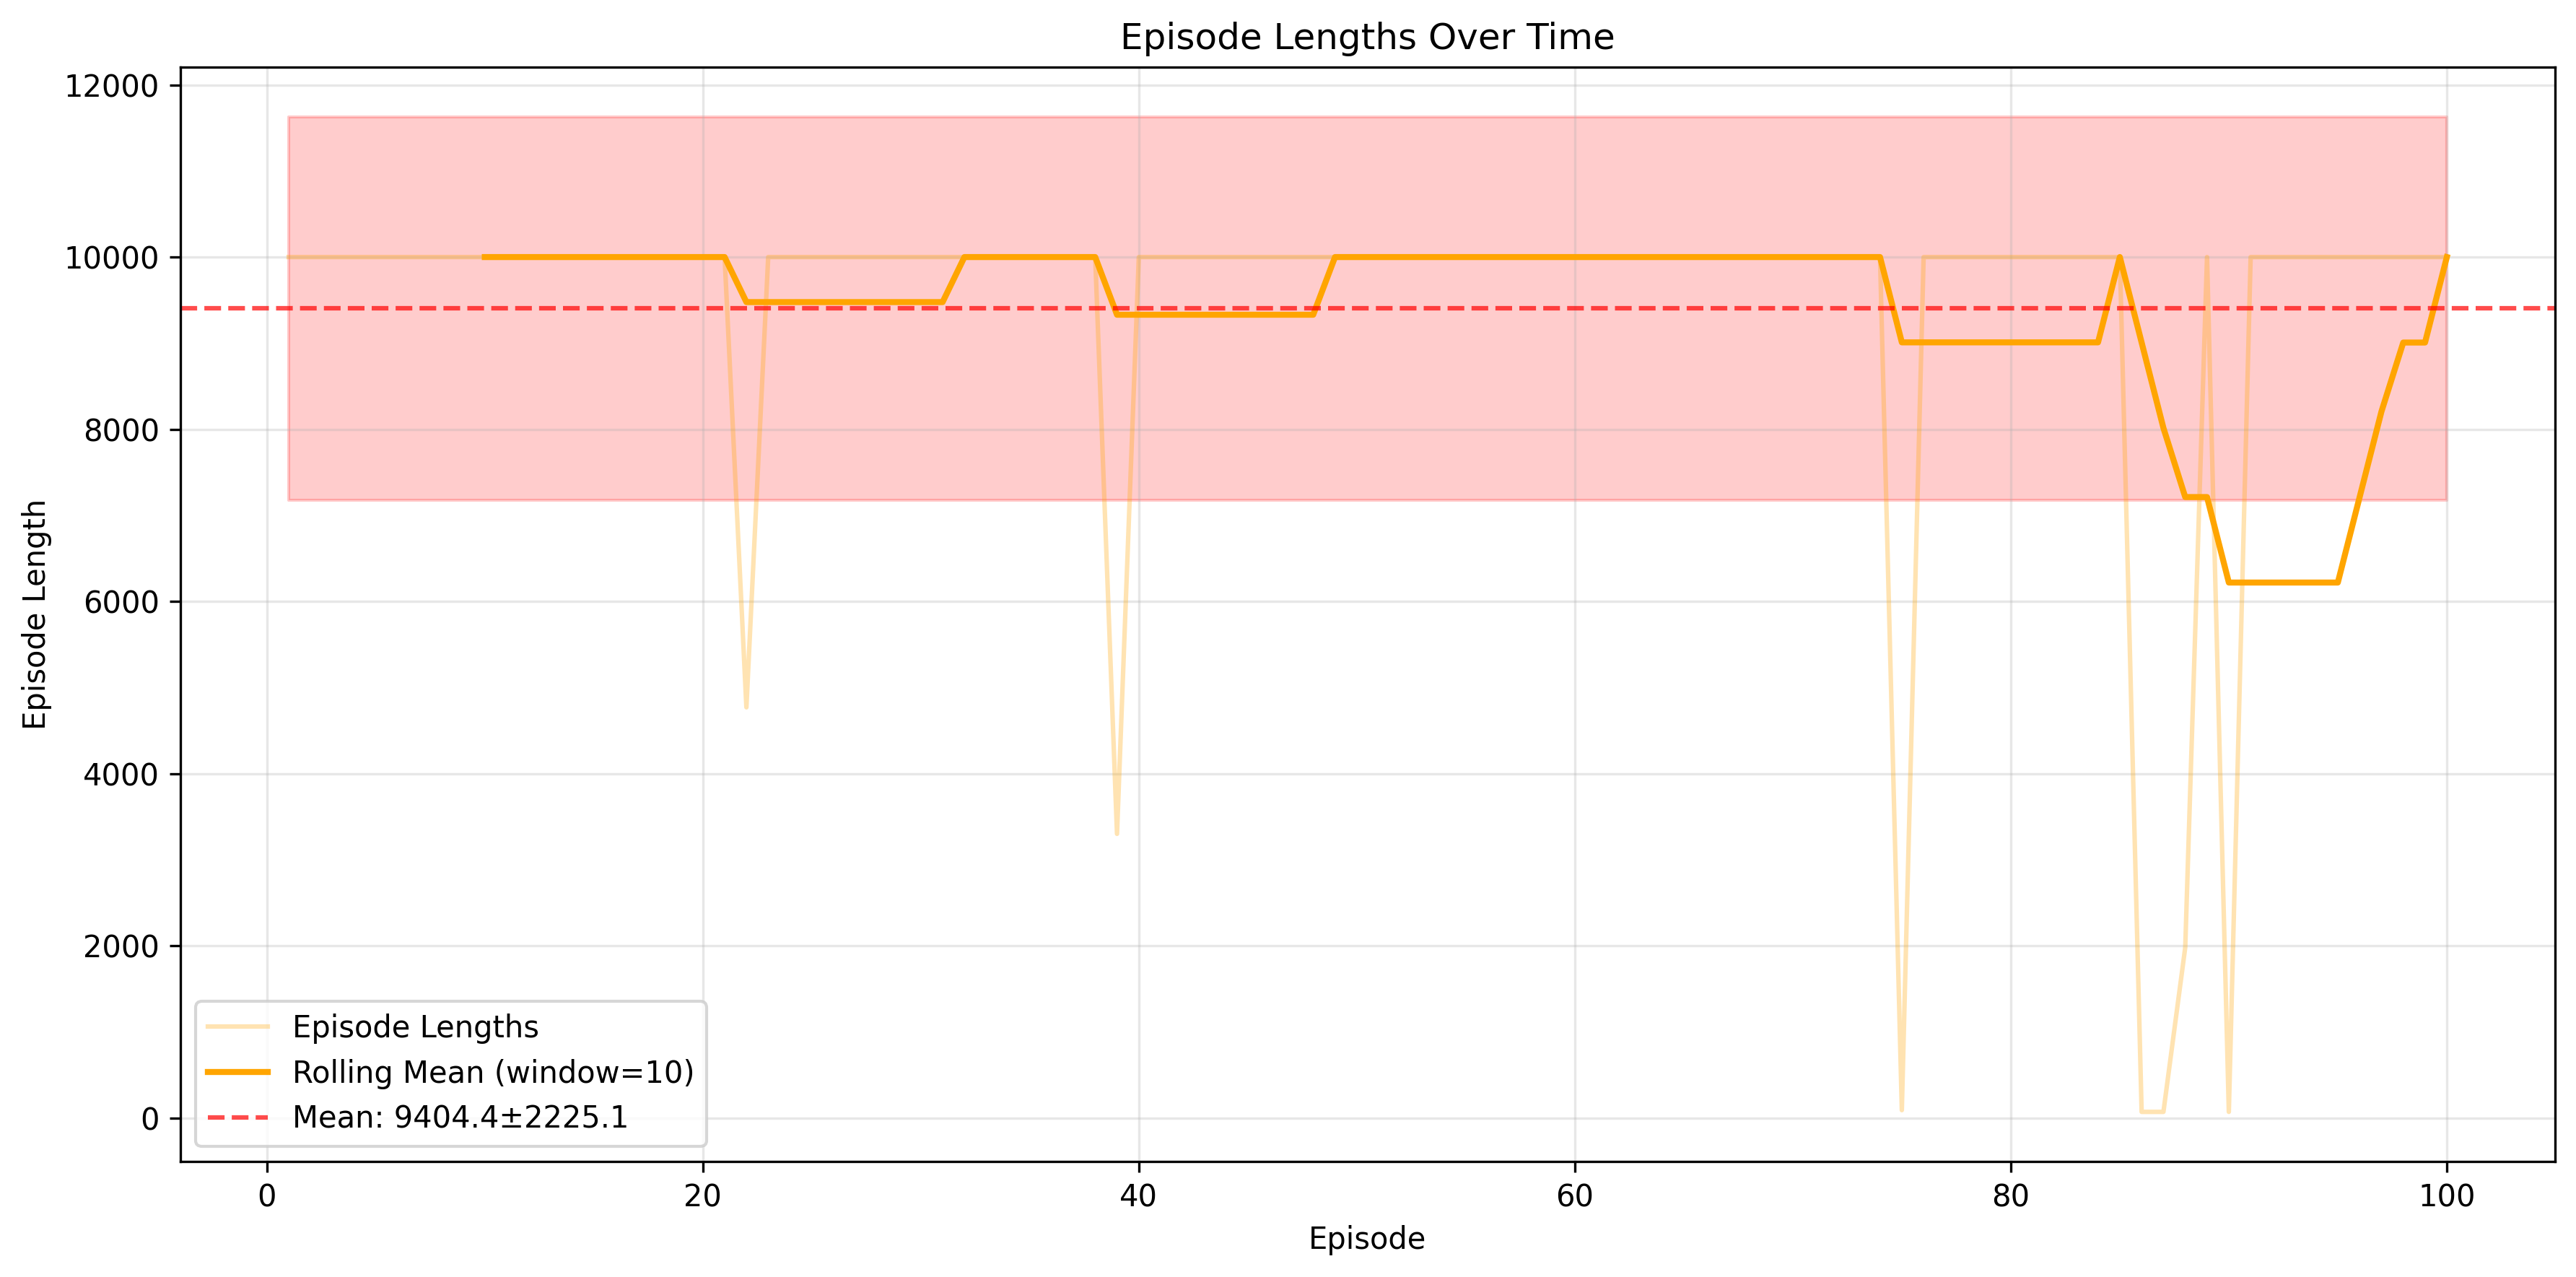 Episode Lengths Over Time
12000
10000
8000
6000
4000
2000
0
Episode Length
Episode Lengths
Rolling Mean (window=10)
Mean: 9404.4±2225.1
0
20
40
60
80
100
Episode